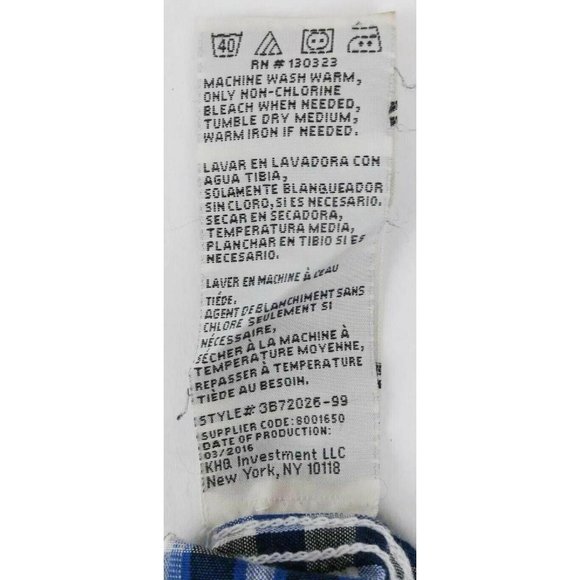 40
RN # 130323
MACHINE WASH WARM,
ONLY NON-CHLORINE
BLEACH WHEN NEEDED,
TUMBLE DRY MEDIUM,
WARM IRON IF NEEDED.
LAVAR EN LAVADORA CON
AGUA TIBIA,
SOLAMENTE BLANQUEADOR
SIN CLORO, SI ES NECESARIO.
SECAR EN SECADORA,
TEMPERATURA MEDIA,
PLANCHAR EN TIBIO SI ES
NECESARIO.
LAVER EN MACHINE À L'EAU
TIÉDE,
AGENT DE BLANCHIMENT SANS
CHLORE SEULEMENT SI
NÉCESSAIRE,
SÉCHER A LA MACHINE À
TEMPERATURE MOYENNE,
REPASSER À TEMPÉRATURE
TIÈDE AU BESOIN.
STYLE# 3B72026-99
SUPPLIER CODE: 8001650
DATE OF PRODUCTION:
03/2016
KHQ Investment LLC
New York, NY 10118